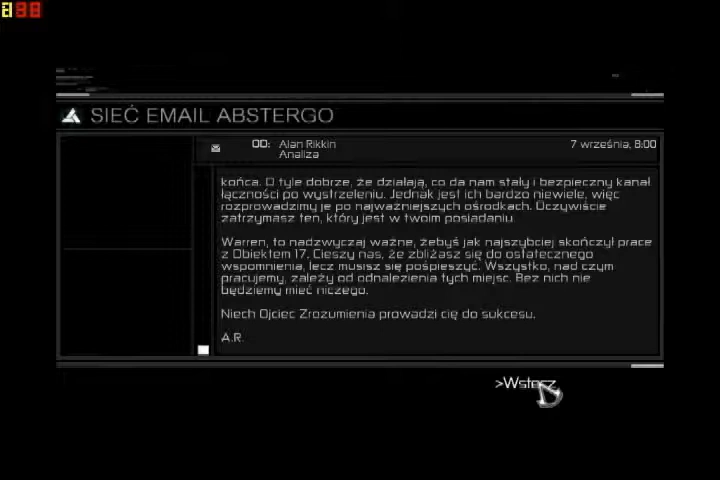 SIEĆ EMAIL ABSTERGO
OD: Alan Rikkin 7 września, 8:00
Analiza
końca. O tyle dobrze, że działają, co da nam stały i bezpieczny kanał
łączności po wystrzeleniu. Jednak jest ich bardzo niewiele, więc
rozprowadzimy je po najważniejszych ośrodkach. Oczywiście
zatrzymasz ten, który jest w twoim posiadaniu.
Warren, to nadzwyczaj ważne, żebyś jak najszybciej skończył prace
z Obiektem 17. Cieszy nas, że zbliżasz się do ostatecznego
wspomnienia, lecz musisz się pośpieszyć. Wszystko, nad czym
pracujemy, zależy od odnalezienia tych miejsc. Bez nich nie
będziemy mieć niczego.
Niech Ojciec Zrozumienia prowadzi cię do sukcesu.
A.R.
>Wstecz